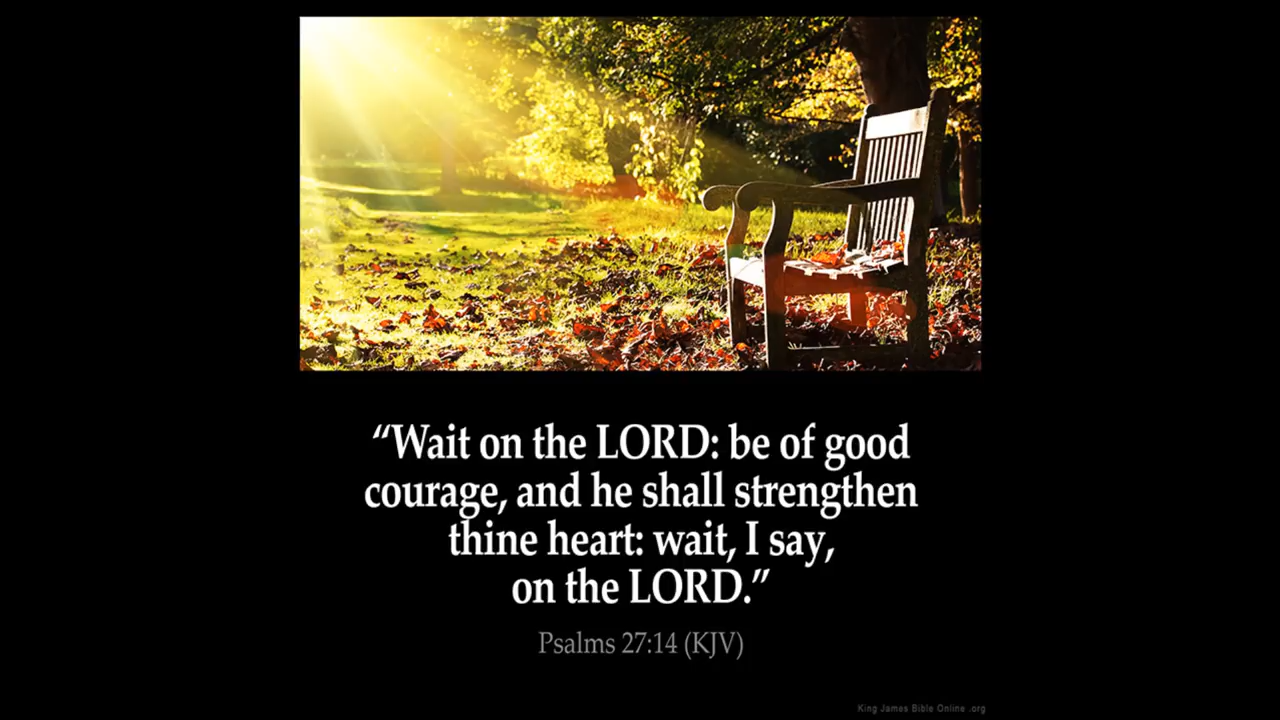 “Wait on the LORD: be of good
courage, and he shall strengthen
thine heart: wait, I say,
on the LORD.”
Psalms 27:14 (KJV)
King James Bible Online .org